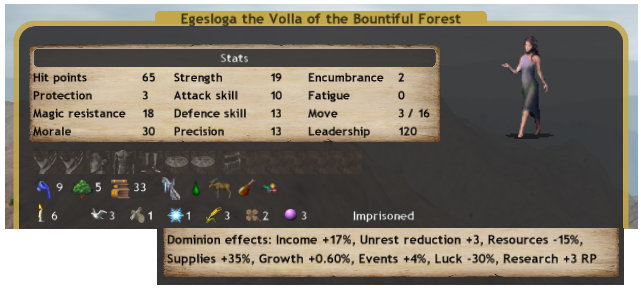 Egesloga the Volla of the Bountiful Forest
Stats
Hit points 65 Strength 19 Encumbrance 2
Protection 3 Attack skill 10 Fatigue 0
Magic resistance 18 Defence skill 13 Move 3 / 16
Morale 30 Precision 13 Leadership 120
9 5 33
6 3 1 1 3 2 3 Imprisoned
Dominion effects: Income +17%, Unrest reduction +3, Resources -15%,
Supplies +35%, Growth +0.60%, Events +4%, Luck -30%, Research +3 RP